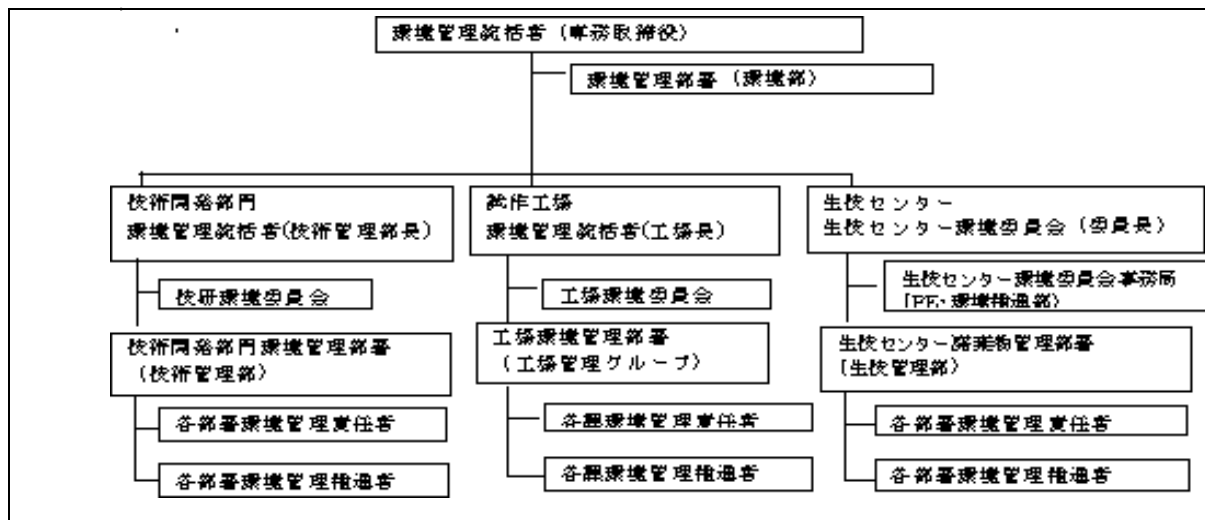 環境管理統括者（専務取締役）
環境管理部署（環境部）
技術開発部門
環境管理統括者(技術管理部長)
技研環境委員会
技術開発部門環境管理部署
（技術管理部）
各部署環境管理責任者
各部署環境管理推進者
試作工場
環境管理統括者(工場長)
工場環境委員会
工場環境管理部署
（工場管理グループ）
各課環境管理責任者
各課環境管理推進者
生技センター
生技センター環境委員会（委員長）
生技センター環境委員会事務局
[PE・環境推進部）
生技センター廃棄物管理部署
[生技管理部）
各部署環境管理責任者
各部署環境管理推進者